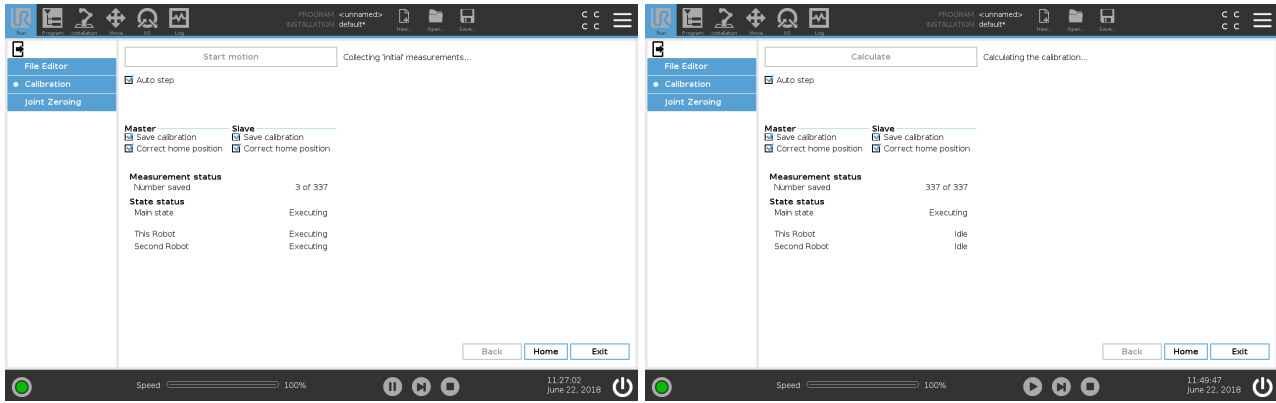 PROGRAM <unnamed>
INSTALLATION default*
Run Program Installation Move I/O Log New... Open... Save...
C C
C C
File Editor
Calibration
Joint Zeroing
Start motion Collecting 'initial' measurements...
Auto step
Master Slave
Save calibration Save calibration
Correct home position Correct home position
Measurement status
Number saved 3 of 337
State status
Main state Executing
This Robot Executing
Second Robot Executing
Back Home Exit
Speed 100%
11:27:02
June 22, 2018
PROGRAM <unnamed>
INSTALLATION default*
Run Program Installation Move I/O Log New... Open... Save...
C C
C C
File Editor
Calibration
Joint Zeroing
Calculate Calculating the calibration...
Auto step
Master Slave
Save calibration Save calibration
Correct home position Correct home position
Measurement status
Number saved 337 of 337
State status
Main state Executing
This Robot Idle
Second Robot Idle
Back Home Exit
Speed 100%
11:49:47
June 22, 2018